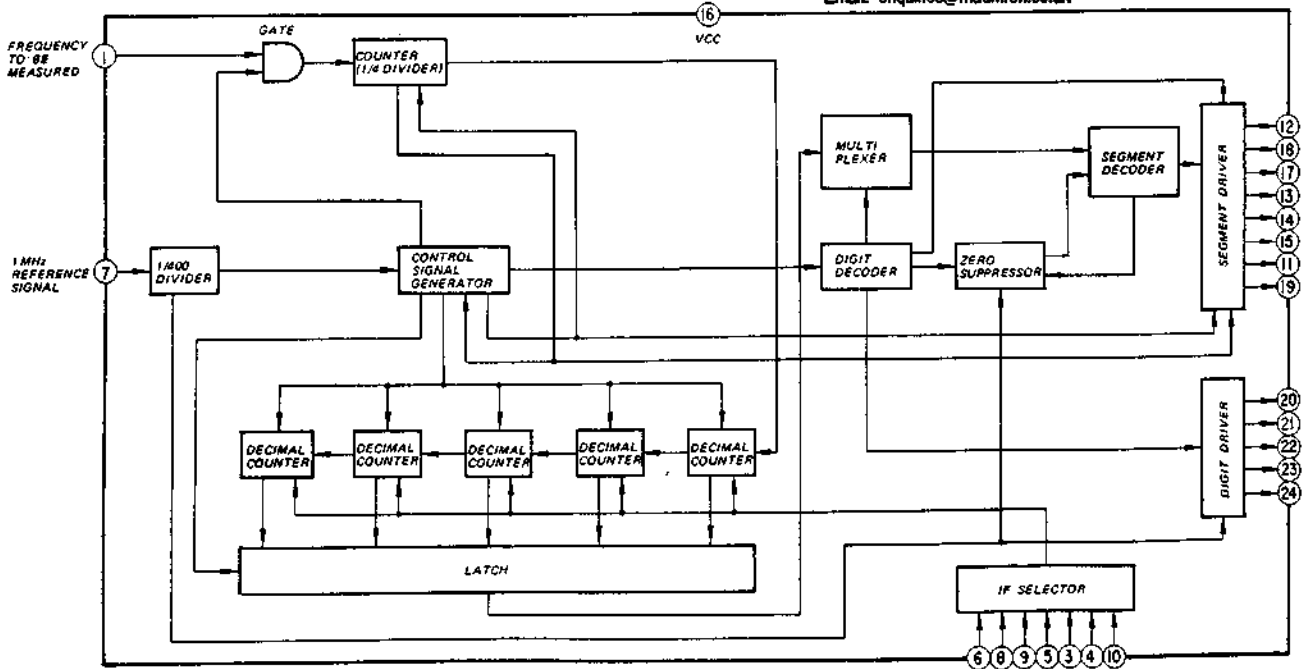 16
VCC
FREQUENCY
TO BE
MEASURED
1
GATE
COUNTER
(1/4 DIVIDER)
MULTI
PLEXER
SEGMENT
DECODER
SEGMENT DRIVER
12
18
17
13
14
15
11
19
1 MHz
REFERENCE
SIGNAL
7
1/400
DIVIDER
CONTROL
SIGNAL
GENERATOR
DIGIT
DECODER
ZERO
SUPPRESSOR
DECIMAL
COUNTER
DECIMAL
COUNTER
DECIMAL
COUNTER
DECIMAL
COUNTER
DECIMAL
COUNTER
DIGIT DRIVER
20
21
22
23
24
LATCH
IF SELECTOR
6
8
9
5
3
4
10